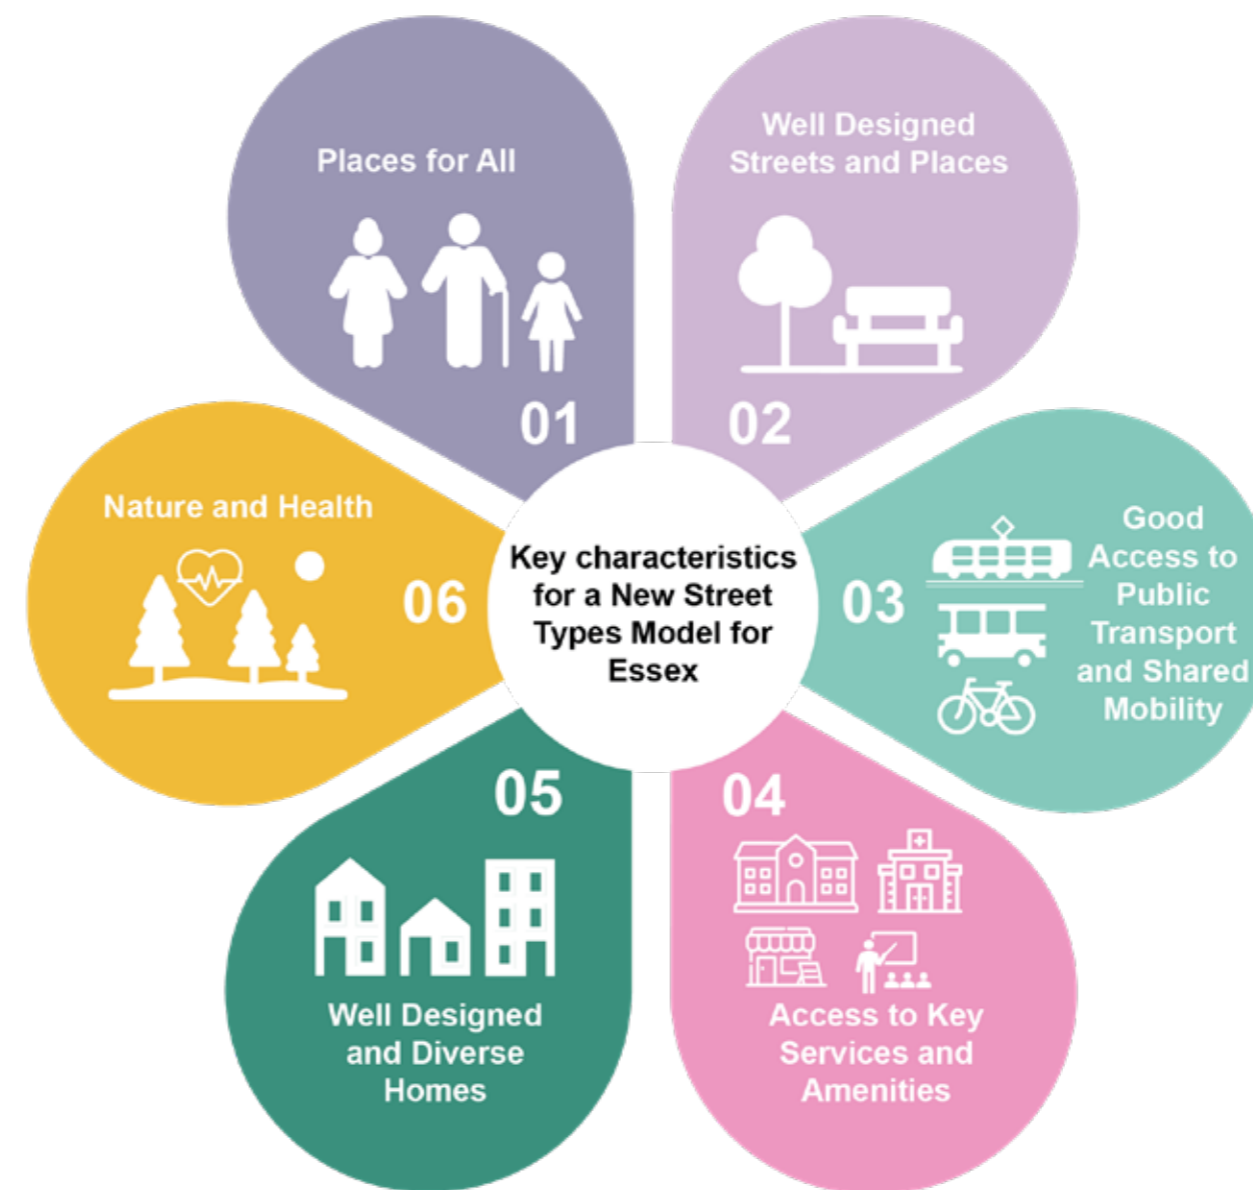 Places for All
01
Well Designed
Streets and Places
02
Good
Access to
Public
Transport
and Shared
Mobility
03
04
Access to Key
Services and
Amenities
05
Well Designed
and Diverse
Homes
Nature and Health
06
Key characteristics
for a New Street
Types Model for
Essex